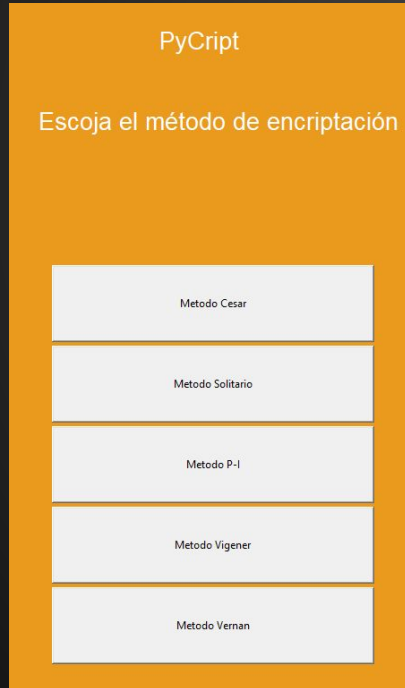 PyCript
Escoja el método de encriptación
Metodo Cesar
Metodo Solitario
Metodo P-I
Metodo Vigener
Metodo Vernan